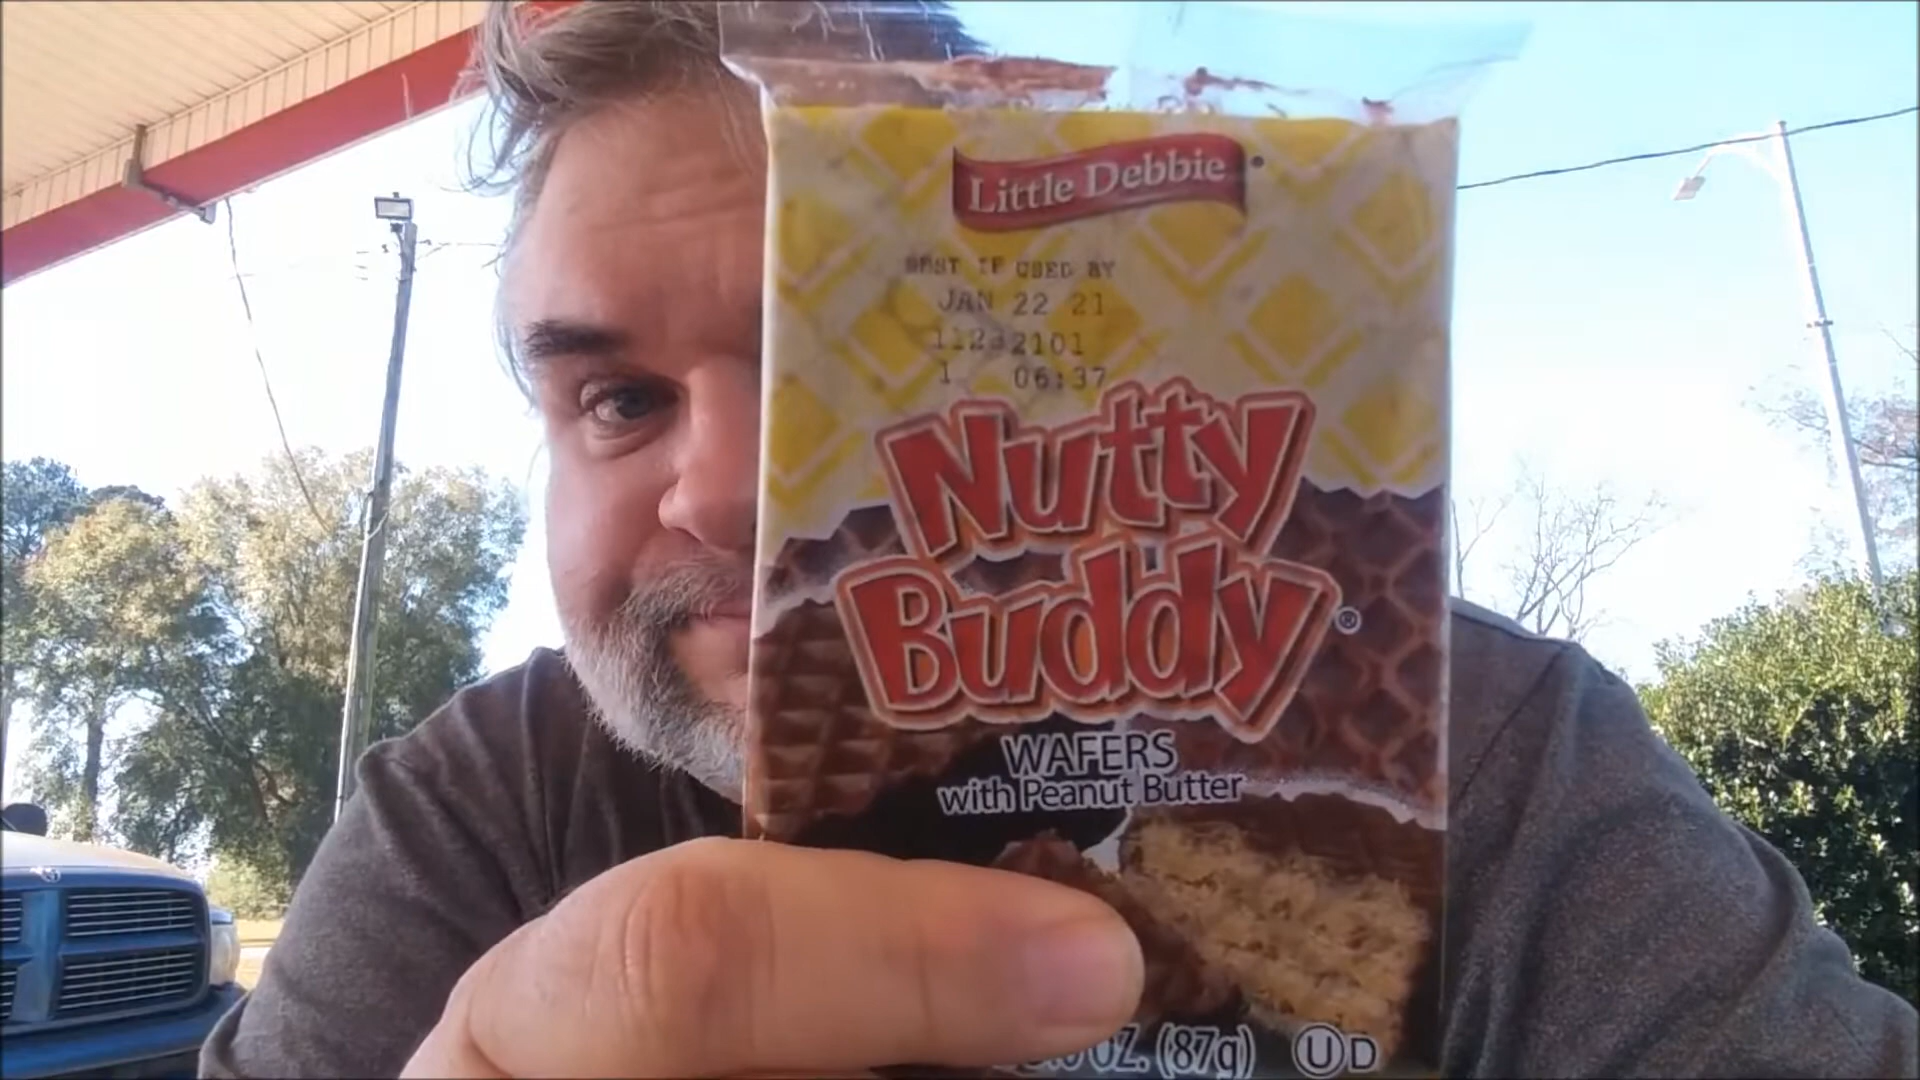 Little Debbie
BEST IF USED BY
JAN 22 21
11232101
1 06:37
Nutty
Buddy®
WAFERS
with Peanut Butter
OZ. (87g) U D